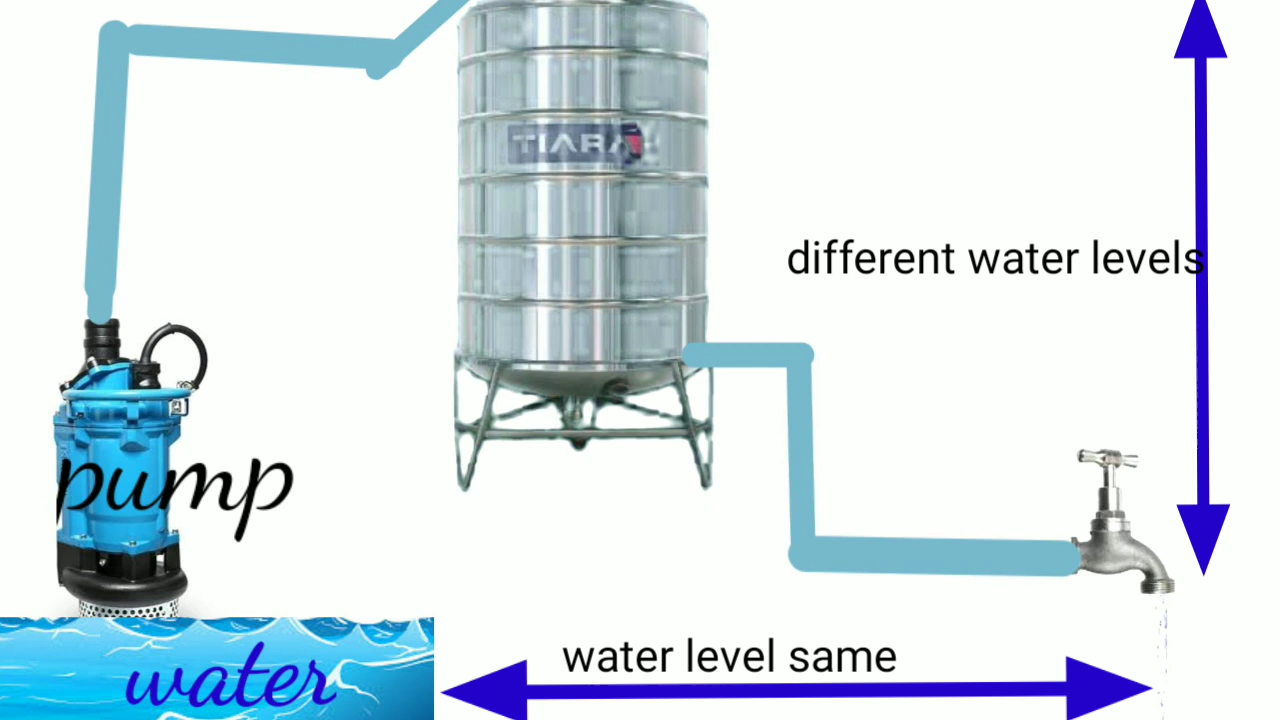 TIARA
different water levels
pump
water level same
water